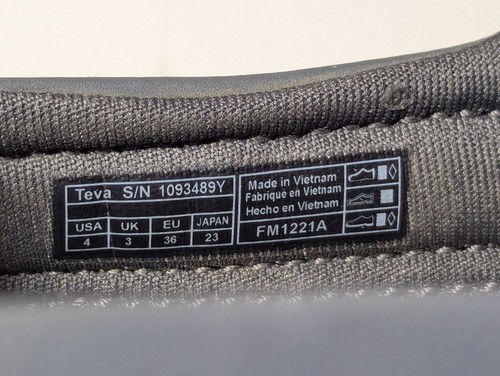 Teva S/N 1093489Y
USA UK EU JAPAN
4 3 36 23
Made in Vietnam
Fabriqué en Vietnam
Hecho en Vietnam
FM1221A